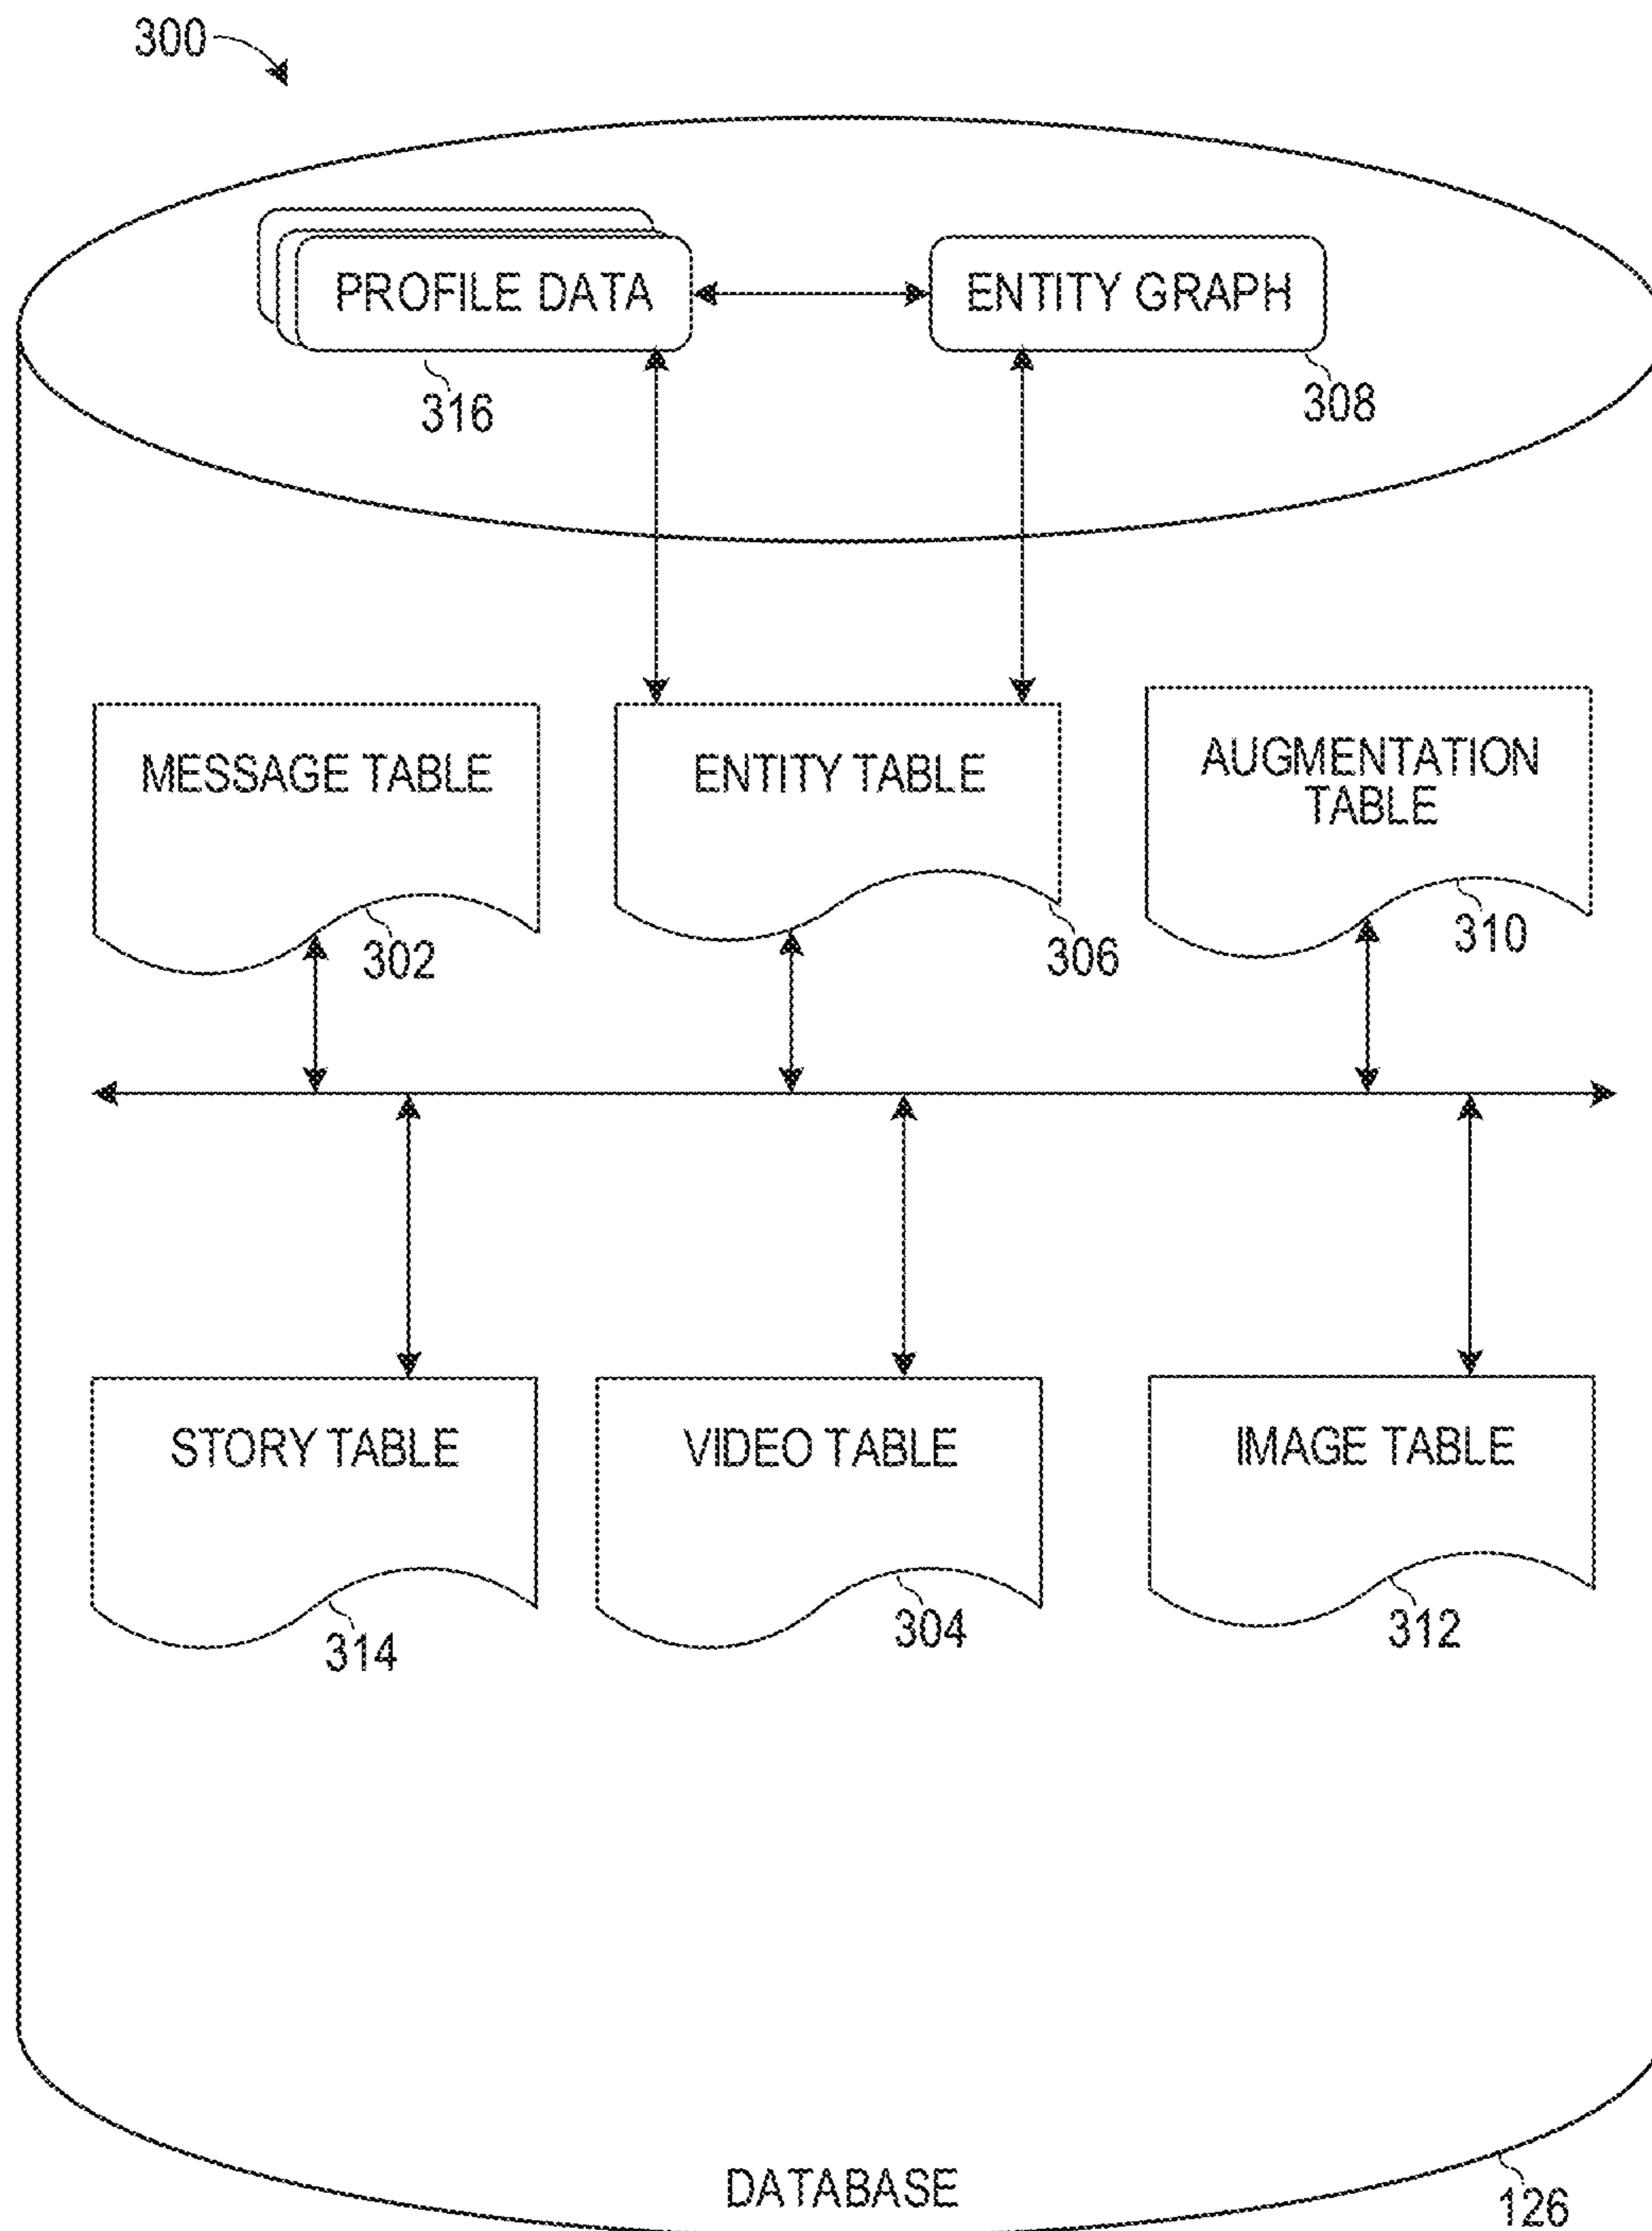 300
PROFILE DATA
ENTITY GRAPH
316
308
MESSAGE TABLE
ENTITY TABLE
AUGMENTATION
TABLE
302
306
310
STORY TABLE
VIDEO TABLE
IMAGE TABLE
314
304
312
DATABASE
126